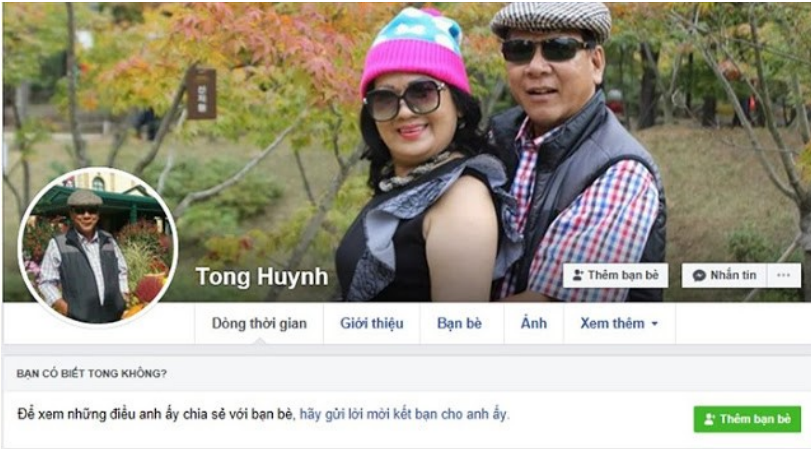 Tong Huynh
Thêm bạn bè
Nhắn tin
Dòng thời gian
Giới thiệu
Bạn bè
Ảnh
Xem thêm
BẠN CÓ BIẾT TONG KHÔNG?
Để xem những điều anh ấy chia sẻ với bạn bè, hãy gửi lời mời kết bạn cho anh ấy.
Thêm bạn bè